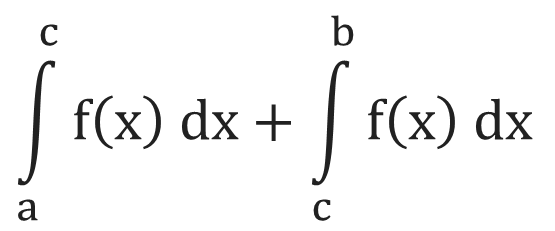 c b
∫ f(x) dx + ∫ f(x) dx
a c